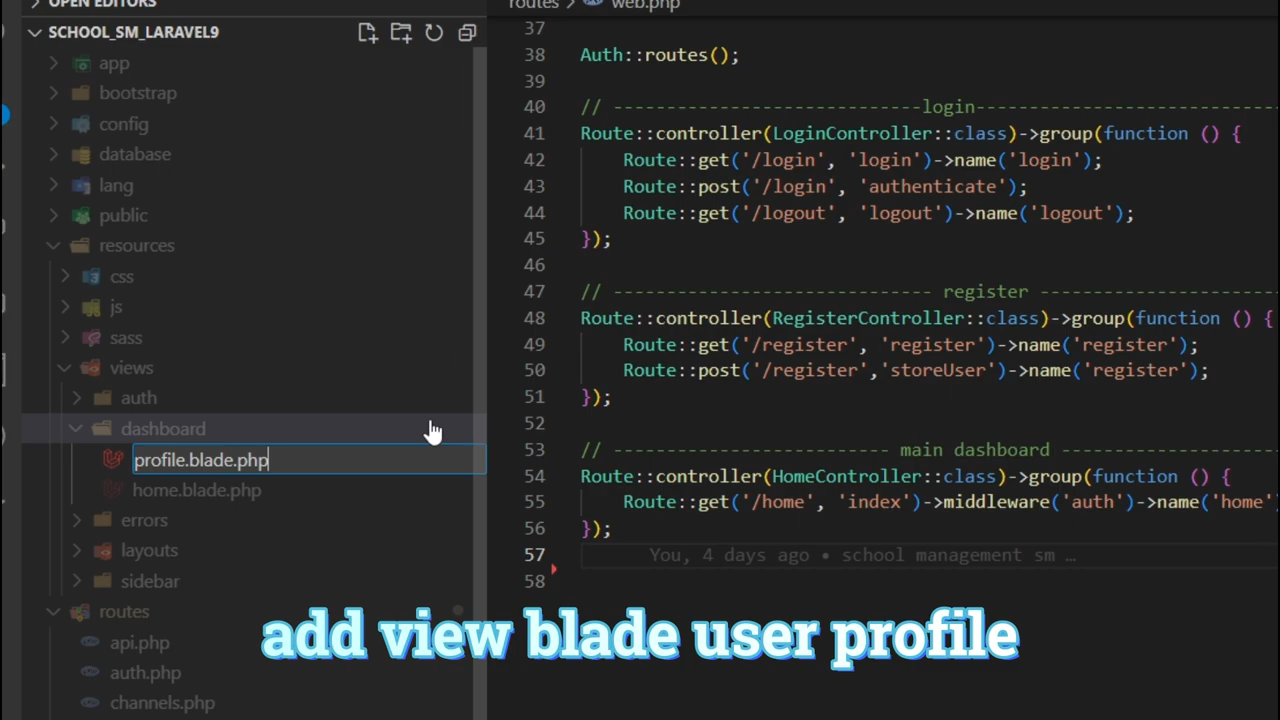 OPEN EDITORS
routes > web.php
SCHOOL_SM_LARAVEL9
app
bootstrap
config
database
lang
public
resources
css
js
sass
views
auth
dashboard
profile.blade.php
home.blade.php
errors
layouts
sidebar
routes
api.php
auth.php
channels.php
37
38 Auth::routes();
39
40 // -----------------------------login------------------------------
41 Route::controller(LoginController::class)->group(function () {
42 Route::get('/login', 'login')->name('login');
43 Route::post('/login', 'authenticate');
44 Route::get('/logout', 'logout')->name('logout');
45 });
46
47 // ------------------------------ register ----------------------
48 Route::controller(RegisterController::class)->group(function () {
49 Route::get('/register', 'register')->name('register');
50 Route::post('/register','storeUser')->name('register');
51 });
52
53 // -------------------------- main dashboard --------------------
54 Route::controller(HomeController::class)->group(function () {
55 Route::get('/home', 'index')->middleware('auth')->name('home'
56 });
57 You, 4 days ago • school management sm …
58
add view blade user profile